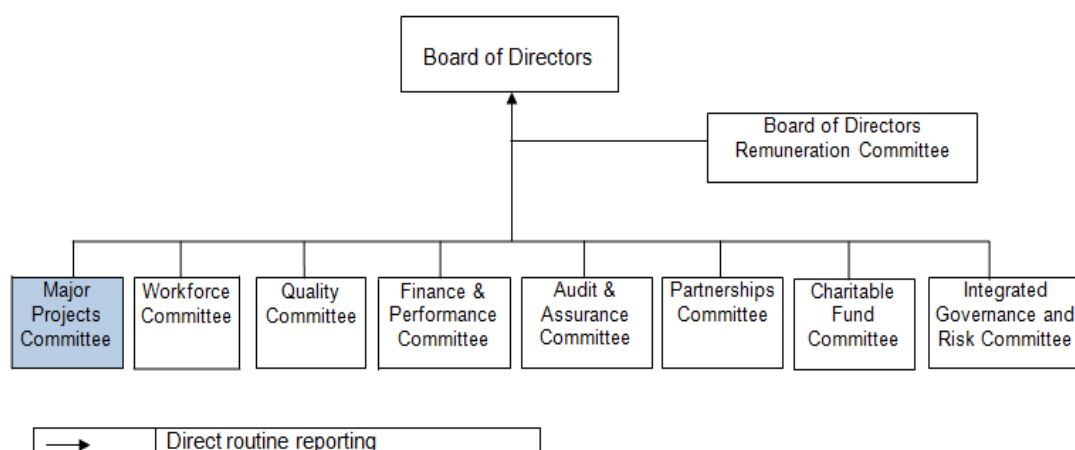 Board of Directors
Board of Directors
Remuneration Committee
Major
Projects
Committee
Workforce
Committee
Quality
Committee
Finance &
Performance
Committee
Audit &
Assurance
Committee
Partnerships
Committee
Charitable
Fund
Committee
Integrated
Governance and
Risk Committee
Direct routine reporting